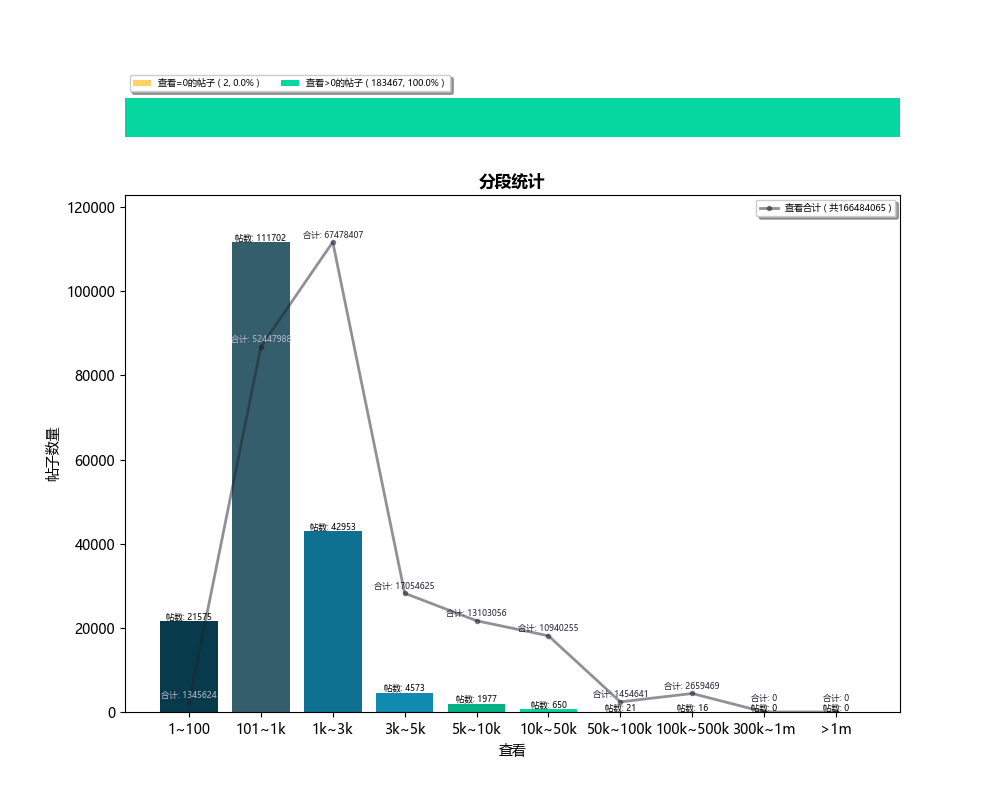 查看=0的帖子 ( 2, 0.0% )
查看>0的帖子 ( 183467, 100.0% )
分段统计
查看合计 ( 共166484065 )
帖子数量
120000
100000
80000
60000
40000
20000
0
帖数: 21575
帖数: 111702
帖数: 42953
帖数: 4573
帖数: 1977
帖数: 650
帖数: 21
帖数: 16
帖数: 0
帖数: 0
合计: 1345624
合计: 52447988
合计: 67478407
合计: 17054625
合计: 13103056
合计: 10940255
合计: 1454641
合计: 2659469
合计: 0
合计: 0
1~100
101~1k
1k~3k
3k~5k
5k~10k
10k~50k
50k~100k
100k~500k
300k~1m
>1m
查看